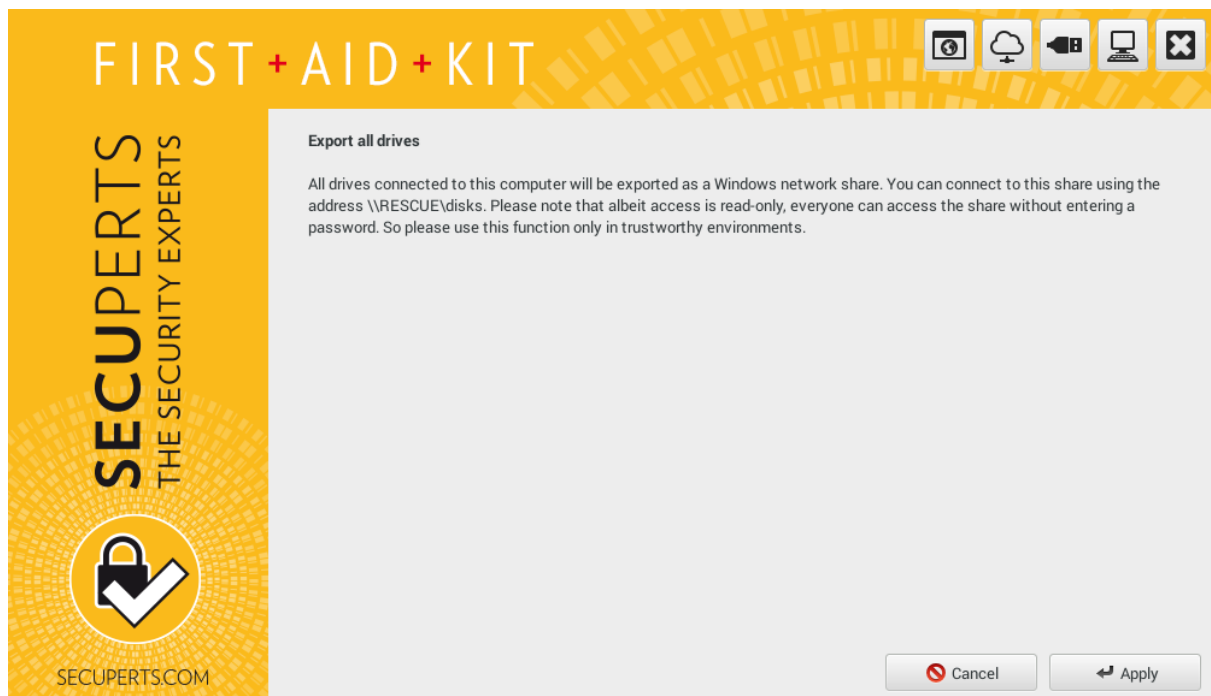 FIRST+AID+KIT
SECUPERTS
THE SECURITY EXPERTS
SECUPERTS.COM
Export all drives
All drives connected to this computer will be exported as a Windows network share. You can connect to this share using the
address \\RESCUE\disks. Please note that albeit access is read-only, everyone can access the share without entering a
password. So please use this function only in trustworthy environments.
Cancel
Apply